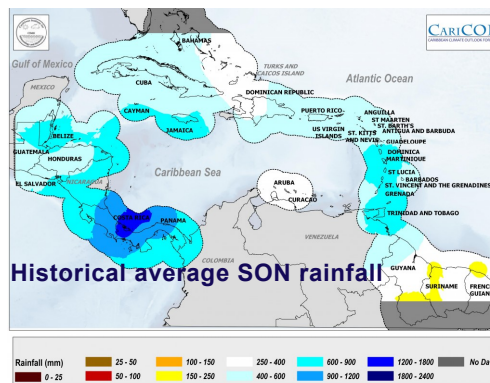 CARICO
CARIBBEAN CLIMATE OUTLOOK FOR
BAHAMAS
Gulf of Mexico
TURKS AND
CAICOS ISLAND
Atlantic Ocean
MEXICO
CUBA
DOMINICAN REPUBLIC
CAYMAN
PUERTO RICO
ANGUILLA
ST MAARTEN
ST. BARTH'S
JAMAICA
US VIRGIN
ISLANDS
ST. KITTS
AND NEVIS
ANTIGUA AND BARBUDA
BELIZE
GUADELOUPE
GUATEMALA
DOMINICA
MARTINIQUE
HONDURAS
Caribbean Sea
ST LUCIA
BARBADOS
EL SALVADOR
NICARAGUA
ARUBA
ST. VINCENT AND THE GRENADINES
GRENADA
CURACAO
COSTA RICA
PANAMA
TRINIDAD AND TOBAGO
VENEZUELA
COLOMBIA
GUYANA
Historical average SON rainfall
SURINAME
FRENC
GUIAN
Rainfall (mm)
0 - 25
25 - 50
50 - 100
100 - 150
150 - 250
250 - 400
400 - 600
600 - 900
900 - 1200
1200 - 1800
1800 - 2400
No Da